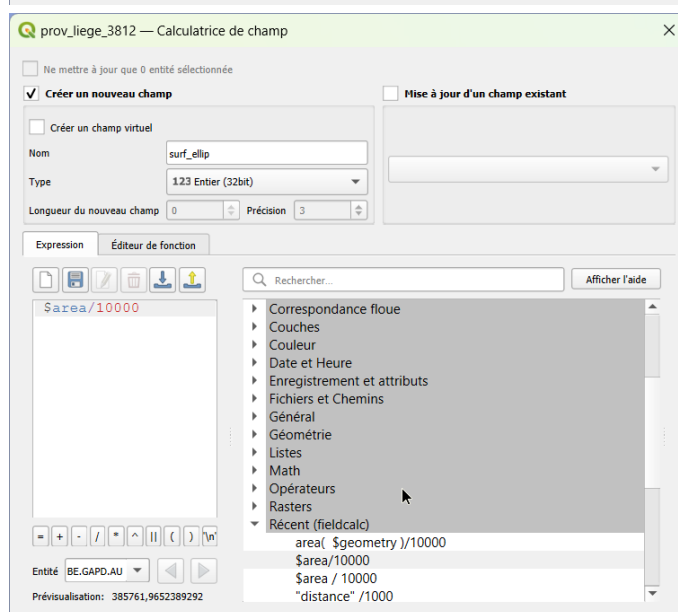 prov_liege_3812 — Calculatrice de champ
Ne mettre à jour que 0 entité sélectionnée
Créer un nouveau champ
Mise à jour d'un champ existant
Créer un champ virtuel
Nom surf_ellip
Type 123 Entier (32bit)
Longueur du nouveau champ 0 Précision 3
Expression Éditeur de fonction
Rechercher... Afficher l'aide
$area/10000
Correspondance floue
Couches
Couleur
Date et Heure
Enregistrement et attributs
Fichiers et Chemins
Général
Géométrie
Listes
Math
Opérateurs
Rasters
Récent (fieldcalc)
area( $geometry )/10000
$area/10000
$area / 10000
"distance" /1000
= + - / * ^ || ( ) '\n'
Entité BE.GAPD.AU
Prévisualisation: 385761,9652389292